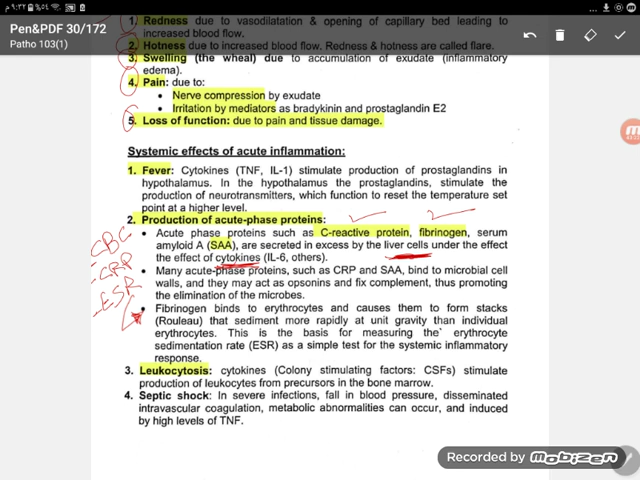 م ٩:٢٢ ٪٥٤
Pen&PDF 30/172
Patho 103(1)
1. Redness due to vasodilatation & opening of capillary bed leading to
increased blood flow.
2. Hotness due to increased blood flow. Redness & hotness are called flare.
3. Swelling (the wheal) due to accumulation of exudate (inflammatory
edema).
4. Pain: due to:
• Nerve compression by exudate
• Irritation by mediators as bradykinin and prostaglandin E2
5. Loss of function: due to pain and tissue damage.
Systemic effects of acute inflammation:
1. Fever: Cytokines (TNF, IL-1) stimulate production of prostaglandins in
hypothalamus. In the hypothalamus the prostaglandins, stimulate the
production of neurotransmitters, which function to reset the temperature set
point at a higher level.
2. Production of acute-phase proteins:
• Acute phase proteins such as C-reactive protein, fibrinogen, serum
amyloid A (SAA), are secreted in excess by the liver cells under the effect
the effect of cytokines (IL-6, others).
• Many acute-phase proteins, such as CRP and SAA, bind to microbial cell
walls, and they may act as opsonins and fix complement, thus promoting
the elimination of the microbes.
• Fibrinogen binds to erythrocytes and causes them to form stacks
(Rouleau) that sediment more rapidly at unit gravity than individual
erythrocytes. This is the basis for measuring the erythrocyte
sedimentation rate (ESR) as a simple test for the systemic inflammatory
response.
3. Leukocytosis: cytokines (Colony stimulating factors: CSFs) stimulate
production of leukocytes from precursors in the bone marrow.
4. Septic shock: In severe infections, fall in blood pressure, disseminated
intravascular coagulation, metabolic abnormalities can occur, and induced
by high levels of TNF.
CBC
- CRP
- ESR
Recorded by Mobizen